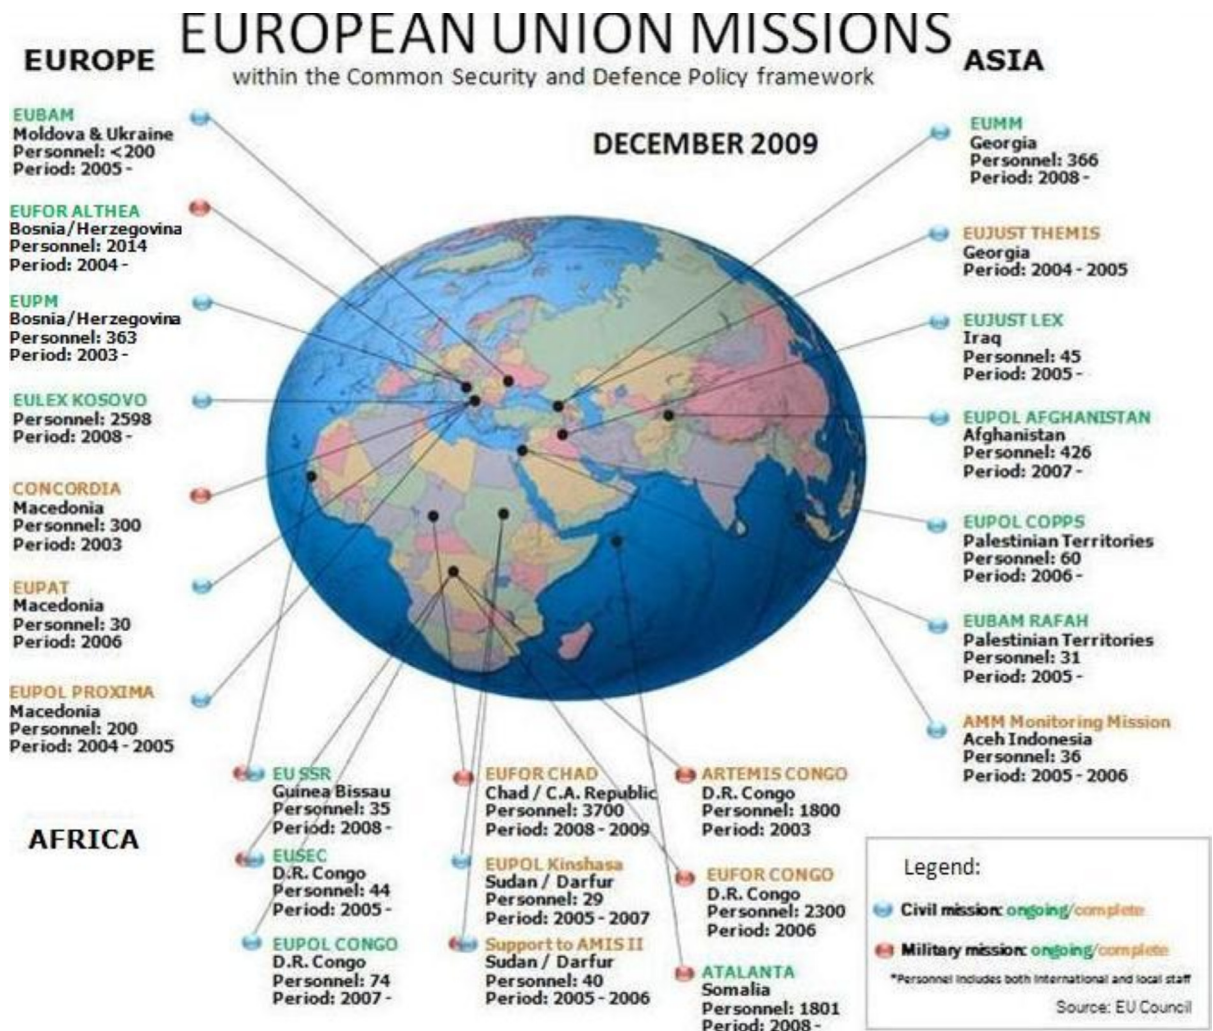 EUROPEAN UNION MISSIONS
within the Common Security and Defence Policy framework
DECEMBER 2009
EUROPE
EUBAM
Moldova & Ukraine
Personnel: <200
Period: 2005 -
EUFOR ALTHEA
Bosnia/Herzegovina
Personnel: 2014
Period: 2004 -
EUPM
Bosnia/Herzegovina
Personnel: 363
Period: 2003 -
EULEX KOSOVO
Personnel: 2598
Period: 2008 -
CONCORDIA
Macedonia
Personnel: 300
Period: 2003
EUPAT
Macedonia
Personnel: 30
Period: 2006
EUPOL PROXIMA
Macedonia
Personnel: 200
Period: 2004 - 2005
ASIA
EUMM
Georgia
Personnel: 366
Period: 2008 -
EUJUST THEMIS
Georgia
Period: 2004 - 2005
EUJUST LEX
Iraq
Personnel: 45
Period: 2005 -
EUPOL AFGHANISTAN
Afghanistan
Personnel: 426
Period: 2007 -
EUPOL COPPS
Palestinian Territories
Personnel: 60
Period: 2006 -
EUBAM RAFAH
Palestinian Territories
Personnel: 31
Period: 2005 -
AMM Monitoring Mission
Aceh Indonesia
Personnel: 36
Period: 2005 - 2006
AFRICA
EU SSR
Guinea Bissau
Personnel: 35
Period: 2008 -
EUSEC
D.R. Congo
Personnel: 44
Period: 2005 -
EUPOL CONGO
D.R. Congo
Personnel: 74
Period: 2007 -
EUFOR CHAD
Chad / C.A. Republic
Personnel: 3700
Period: 2008 - 2009
EUPOL Kinshasa
Sudan / Darfur
Personnel: 29
Period: 2005 - 2007
Support to AMIS II
Sudan / Darfur
Personnel: 40
Period: 2005 - 2006
ARTEMIS CONGO
D.R. Congo
Personnel: 1800
Period: 2003
EUFOR CONGO
D.R. Congo
Personnel: 2300
Period: 2006
ATALANTA
Somalia
Personnel: 1801
Period: 2008 -
Legend:
Civil mission: ongoing/complete
Military mission: ongoing/complete
*Personnel includes both international and local staff
Source: EU Council